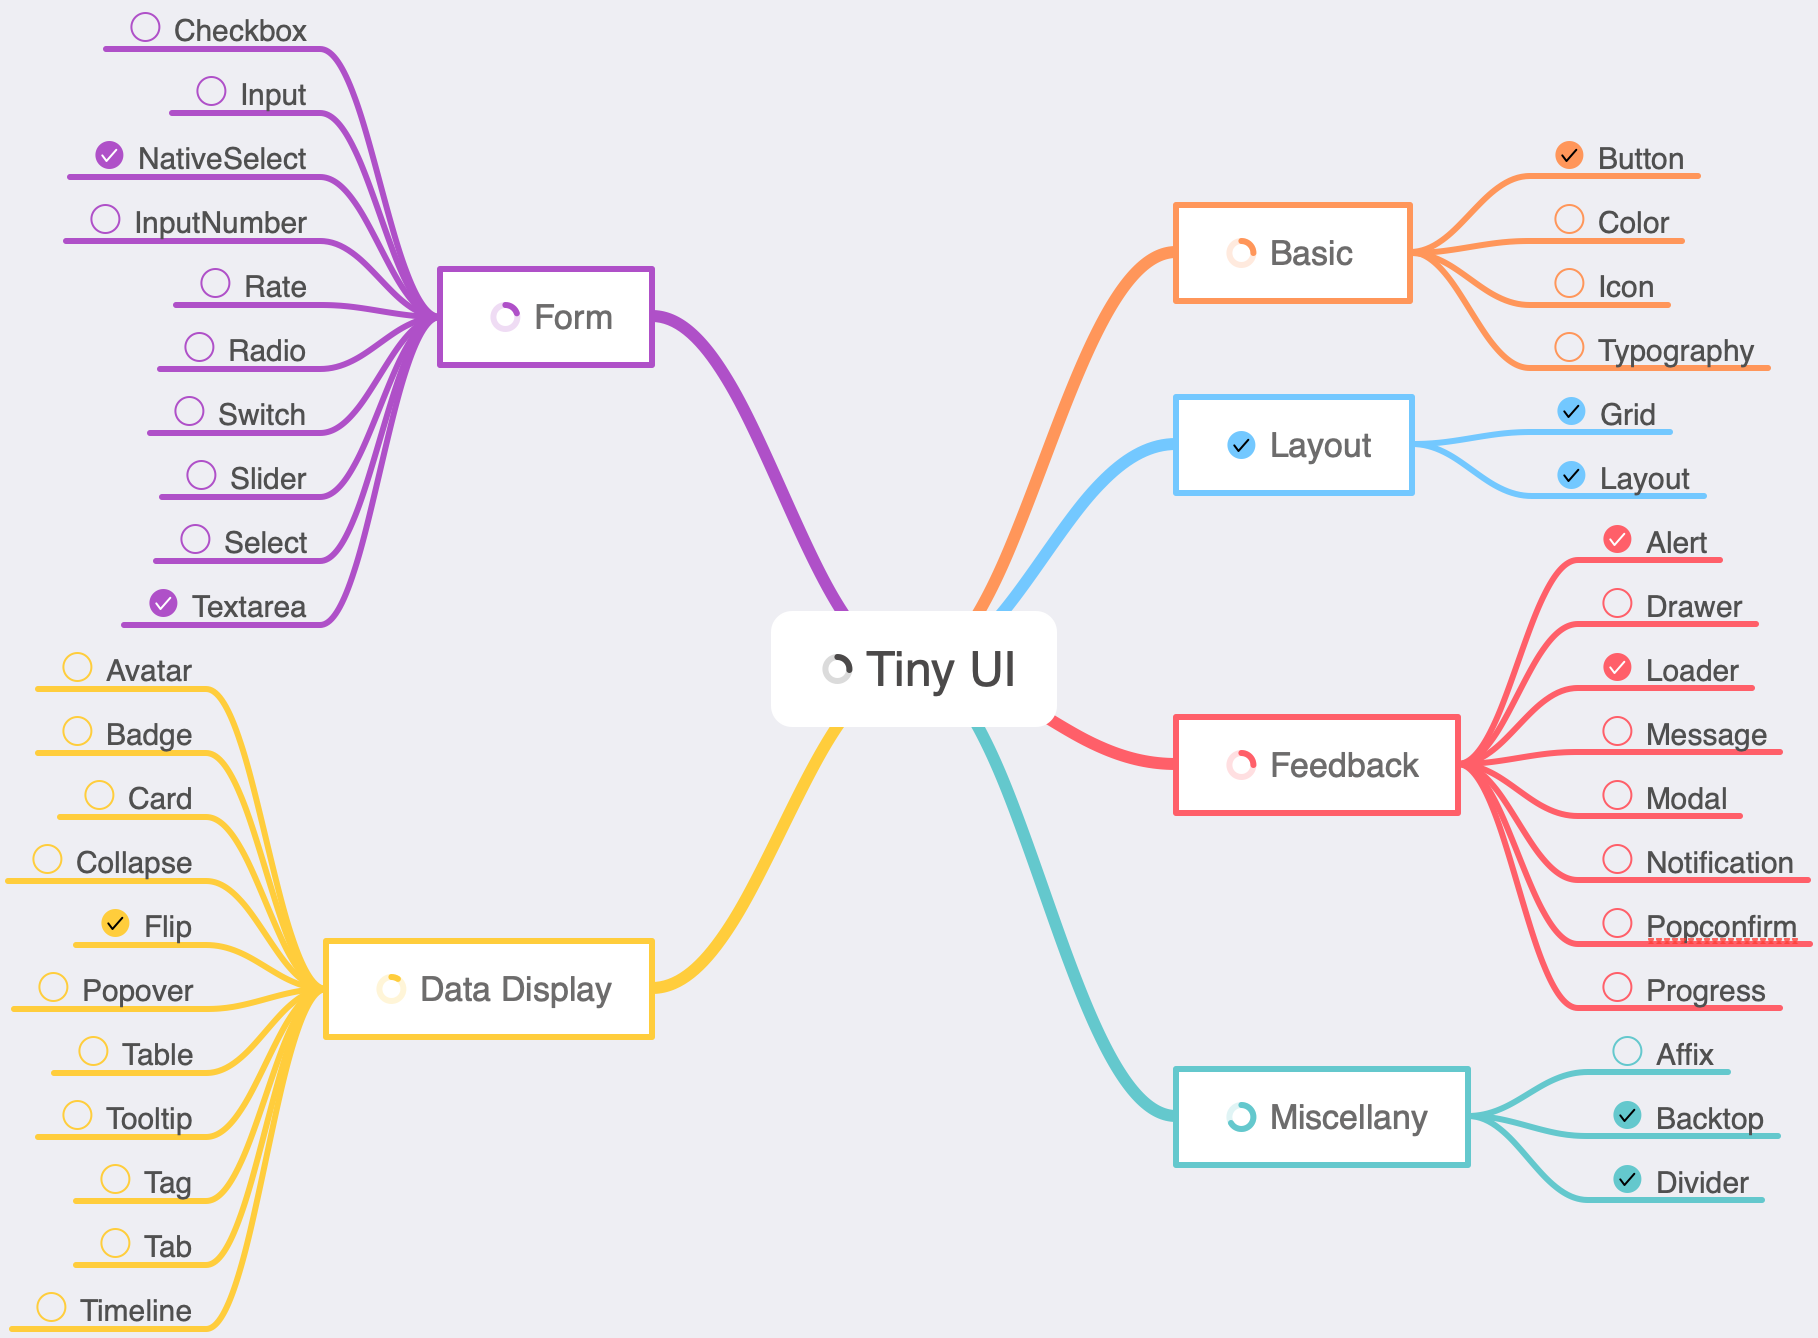 Tiny UI
Form
Checkbox
Input
NativeSelect
InputNumber
Rate
Radio
Switch
Slider
Select
Textarea
Data Display
Avatar
Badge
Card
Collapse
Flip
Popover
Table
Tooltip
Tag
Tab
Timeline
Basic
Button
Color
Icon
Typography
Layout
Grid
Layout
Feedback
Alert
Drawer
Loader
Message
Modal
Notification
Popconfirm
Progress
Miscellany
Affix
Backtop
Divider